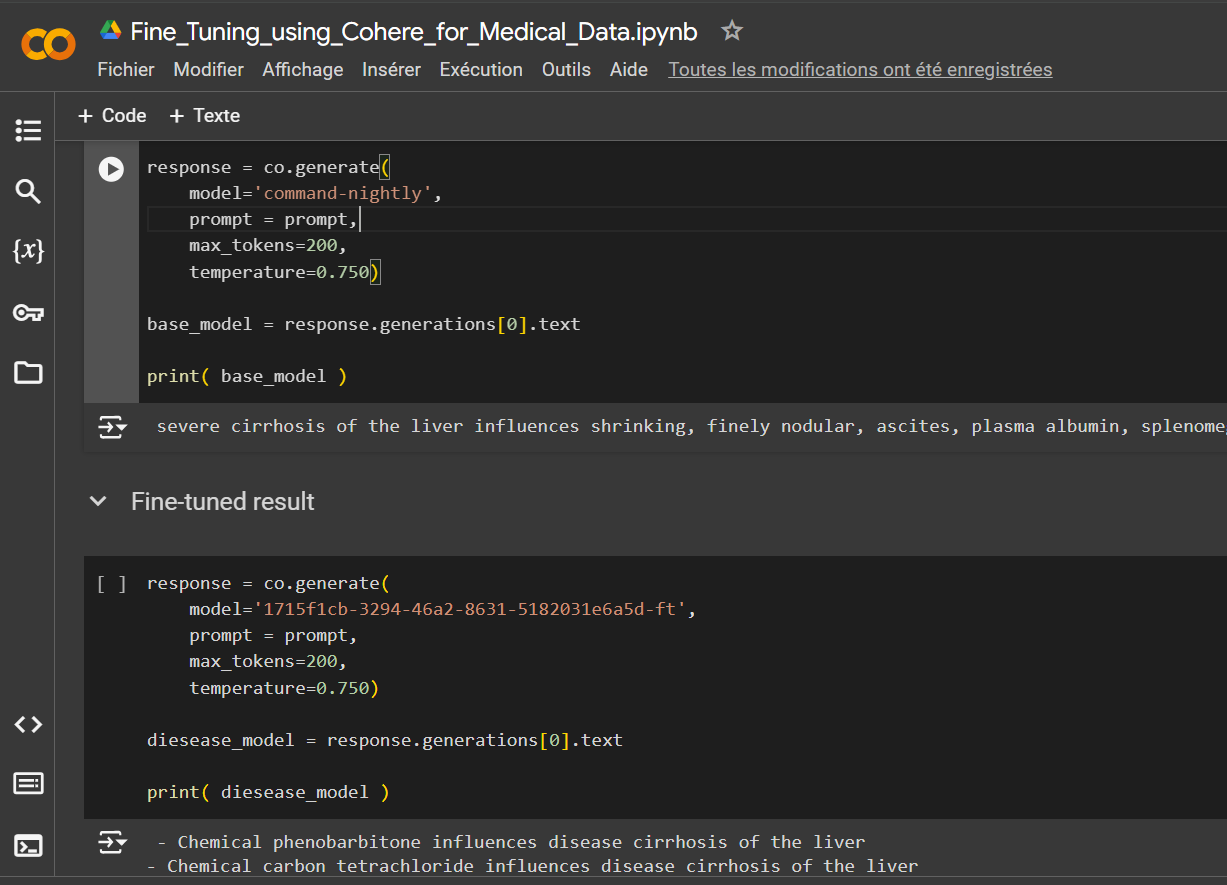 Fine_Tuning_using_Cohere_for_Medical_Data.ipynb
Fichier Modifier Affichage Insérer Exécution Outils Aide Toutes les modifications ont été enregistrées
+ Code + Texte
response = co.generate(
    model='command-nightly',
    prompt = prompt,
    max_tokens=200,
    temperature=0.750)
base_model = response.generations[0].text
print( base_model )
severe cirrhosis of the liver influences shrinking, finely nodular, ascites, plasma albumin,
Fine-tuned result
[ ] response = co.generate(
    model='1715f1cb-3294-46a2-8631-5182031e6a5d-ft',
    prompt = prompt,
    max_tokens=200,
    temperature=0.750)
diesease_model = response.generations[0].text
print( diesease_model )
- Chemical phenobarbitone influences disease cirrhosis of the liver
- Chemical carbon tetrachloride influences disease cirrhosis of the liver